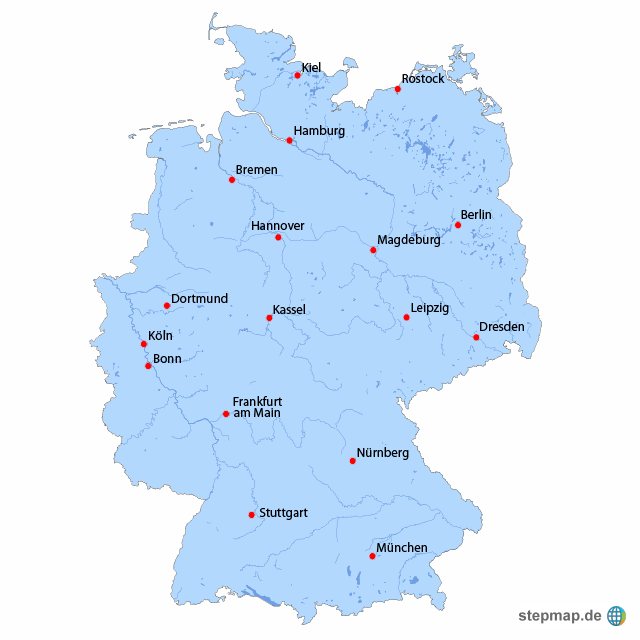 Kiel
Rostock
Hamburg
Bremen
Berlin
Hannover
Magdeburg
Dortmund
Kassel
Leipzig
Dresden
Köln
Bonn
Frankfurt
am Main
Nürnberg
Stuttgart
München
stepmap.de